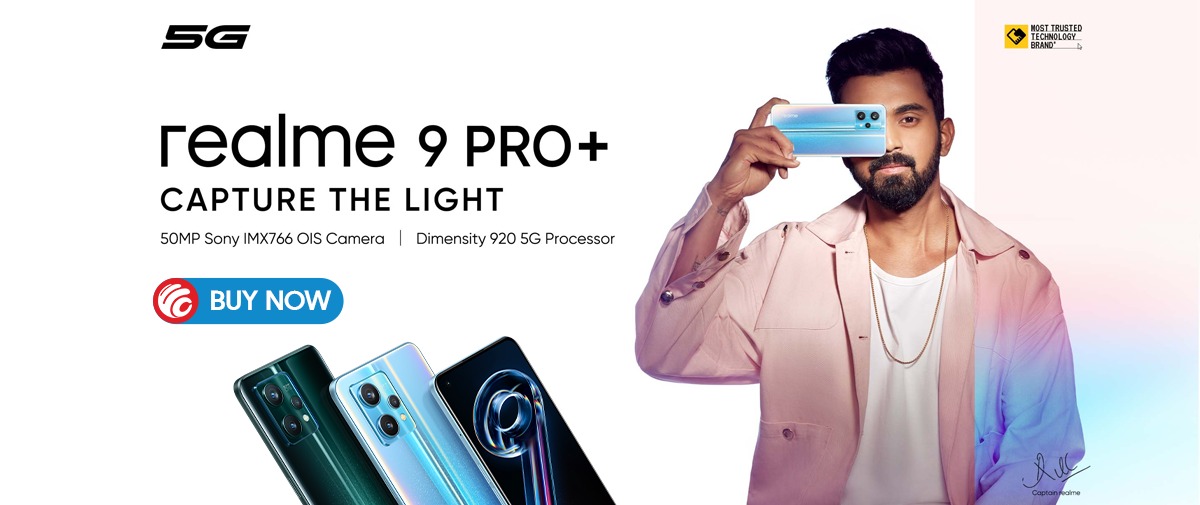 5G
MOST TRUSTED
TECHNOLOGY
BRAND*
realme 9 PRO+
CAPTURE THE LIGHT
50MP Sony IMX766 OIS Camera | Dimensity 920 5G Processor
BUY NOW
Captain realme